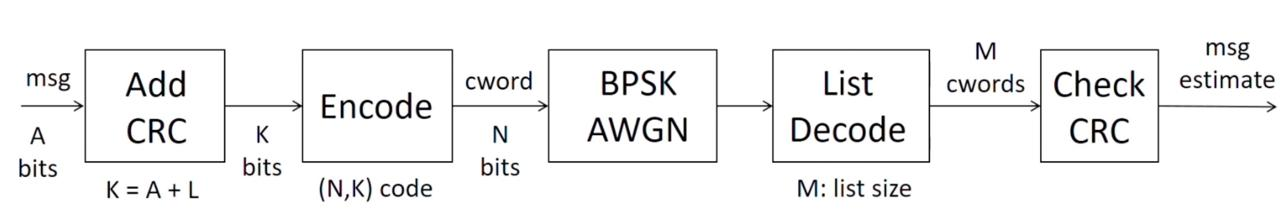 msg
A
bits
Add
CRC
K = A + L
K
bits
Encode
(N,K) code
cword
N
bits
BPSK
AWGN
List
Decode
M: list size
M
cwords
Check
CRC
msg
estimate